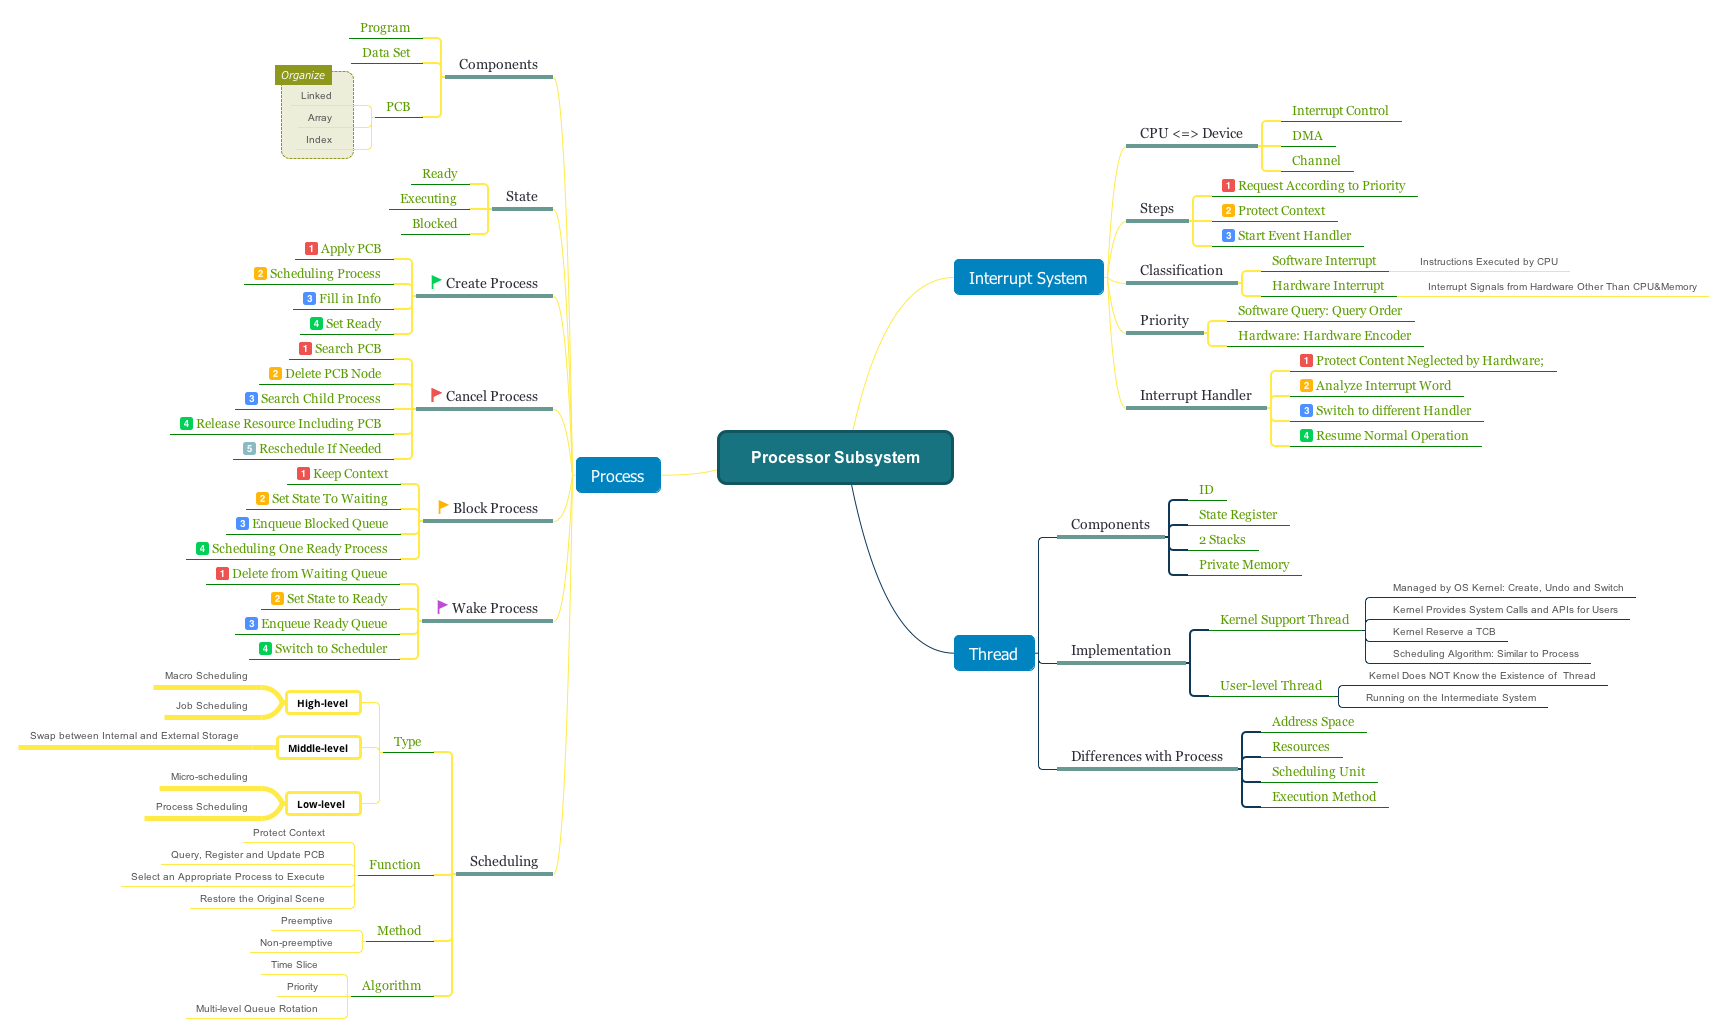 Processor Subsystem
Process
Components
Program
Data Set
PCB
Organize
Linked
Array
Index
State
Ready
Executing
Blocked
Create Process
1 Apply PCB
2 Scheduling Process
3 Fill in Info
4 Set Ready
Cancel Process
1 Search PCB
2 Delete PCB Node
3 Search Child Process
4 Release Resource Including PCB
5 Reschedule If Needed
Block Process
1 Keep Context
2 Set State To Waiting
3 Enqueue Blocked Queue
4 Scheduling One Ready Process
Wake Process
1 Delete from Waiting Queue
2 Set State to Ready
3 Enqueue Ready Queue
4 Switch to Scheduler
Scheduling
Type
High-level
Macro Scheduling
Job Scheduling
Middle-level
Swap between Internal and External Storage
Low-level
Micro-scheduling
Process Scheduling
Function
Protect Context
Query, Register and Update PCB
Select an Appropriate Process to Execute
Restore the Original Scene
Method
Preemptive
Non-preemptive
Algorithm
Time Slice
Priority
Multi-level Queue Rotation
Interrupt System
CPU <=> Device
Interrupt Control
DMA
Channel
Steps
1 Request According to Priority
2 Protect Context
3 Start Event Handler
Classification
Software Interrupt
Instructions Executed by CPU
Hardware Interrupt
Interrupt Signals from Hardware Other Than CPU&Memory
Priority
Software Query: Query Order
Hardware: Hardware Encoder
Interrupt Handler
1 Protect Content Neglected by Hardware;
2 Analyze Interrupt Word
3 Switch to different Handler
4 Resume Normal Operation
Thread
Components
ID
State Register
2 Stacks
Private Memory
Implementation
Kernel Support Thread
Managed by OS Kernel: Create, Undo and Switch
Kernel Provides System Calls and APIs for Users
Kernel Reserve a TCB
Scheduling Algorithm: Similar to Process
User-level Thread
Kernel Does NOT Know the Existence of Thread
Running on the Intermediate System
Differences with Process
Address Space
Resources
Scheduling Unit
Execution Method